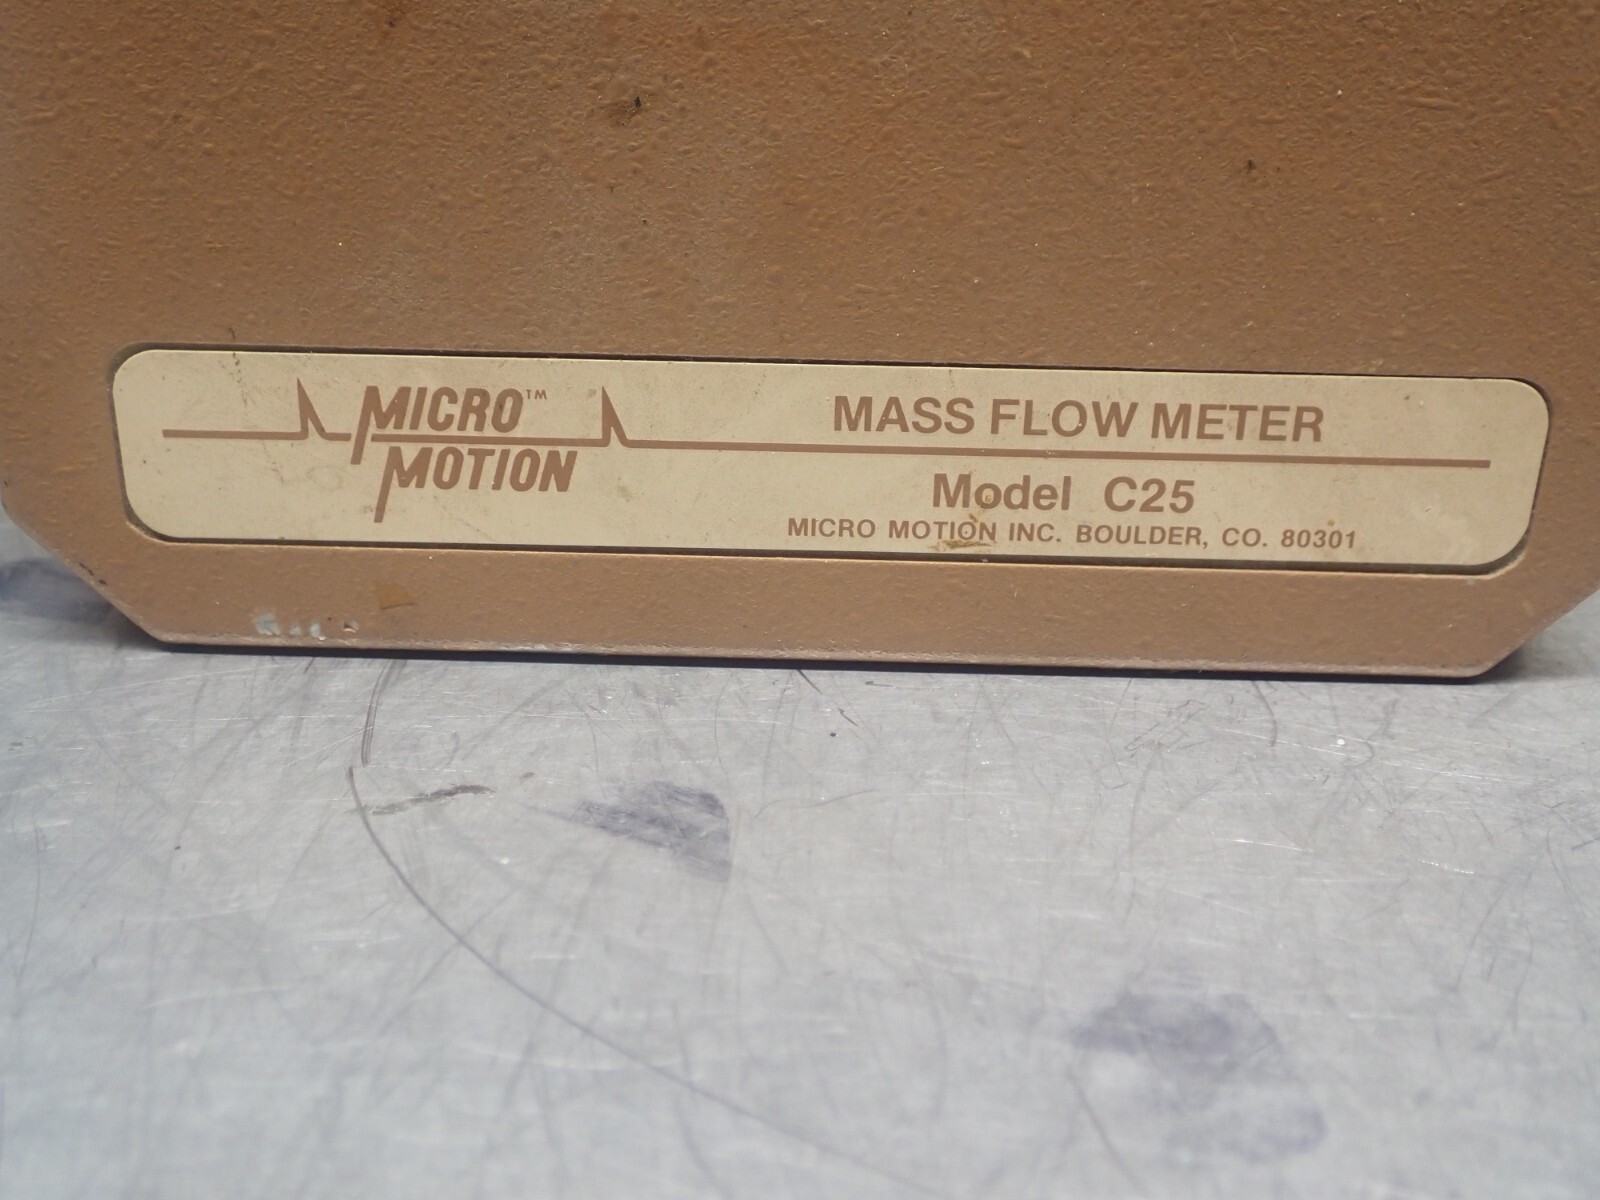 MICRO™
MOTION
MASS FLOW METER
Model C25
MICRO MOTION INC. BOULDER, CO. 80301